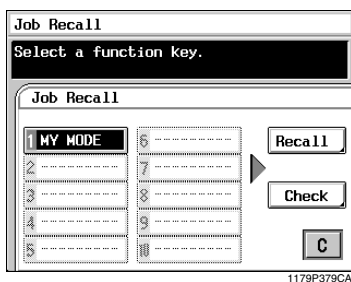 Job Recall
Select a function key.
Job Recall
1 MY MODE
2
3
4
5
6
7
8
9
10
Recall
Check
C
1179P379CA